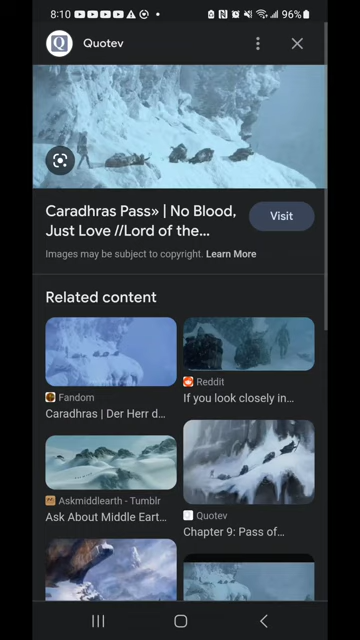 8:10
96%
Q
Quotev
Caradhras Pass» | No Blood,
Just Love //Lord of the...
Visit
Images may be subject to copyright. Learn More
Related content
Fandom
Caradhras | Der Herr d...
Reddit
If you look closely in...
Askmiddlearth - Tumblr
Ask About Middle Eart...
Quotev
Chapter 9: Pass of...